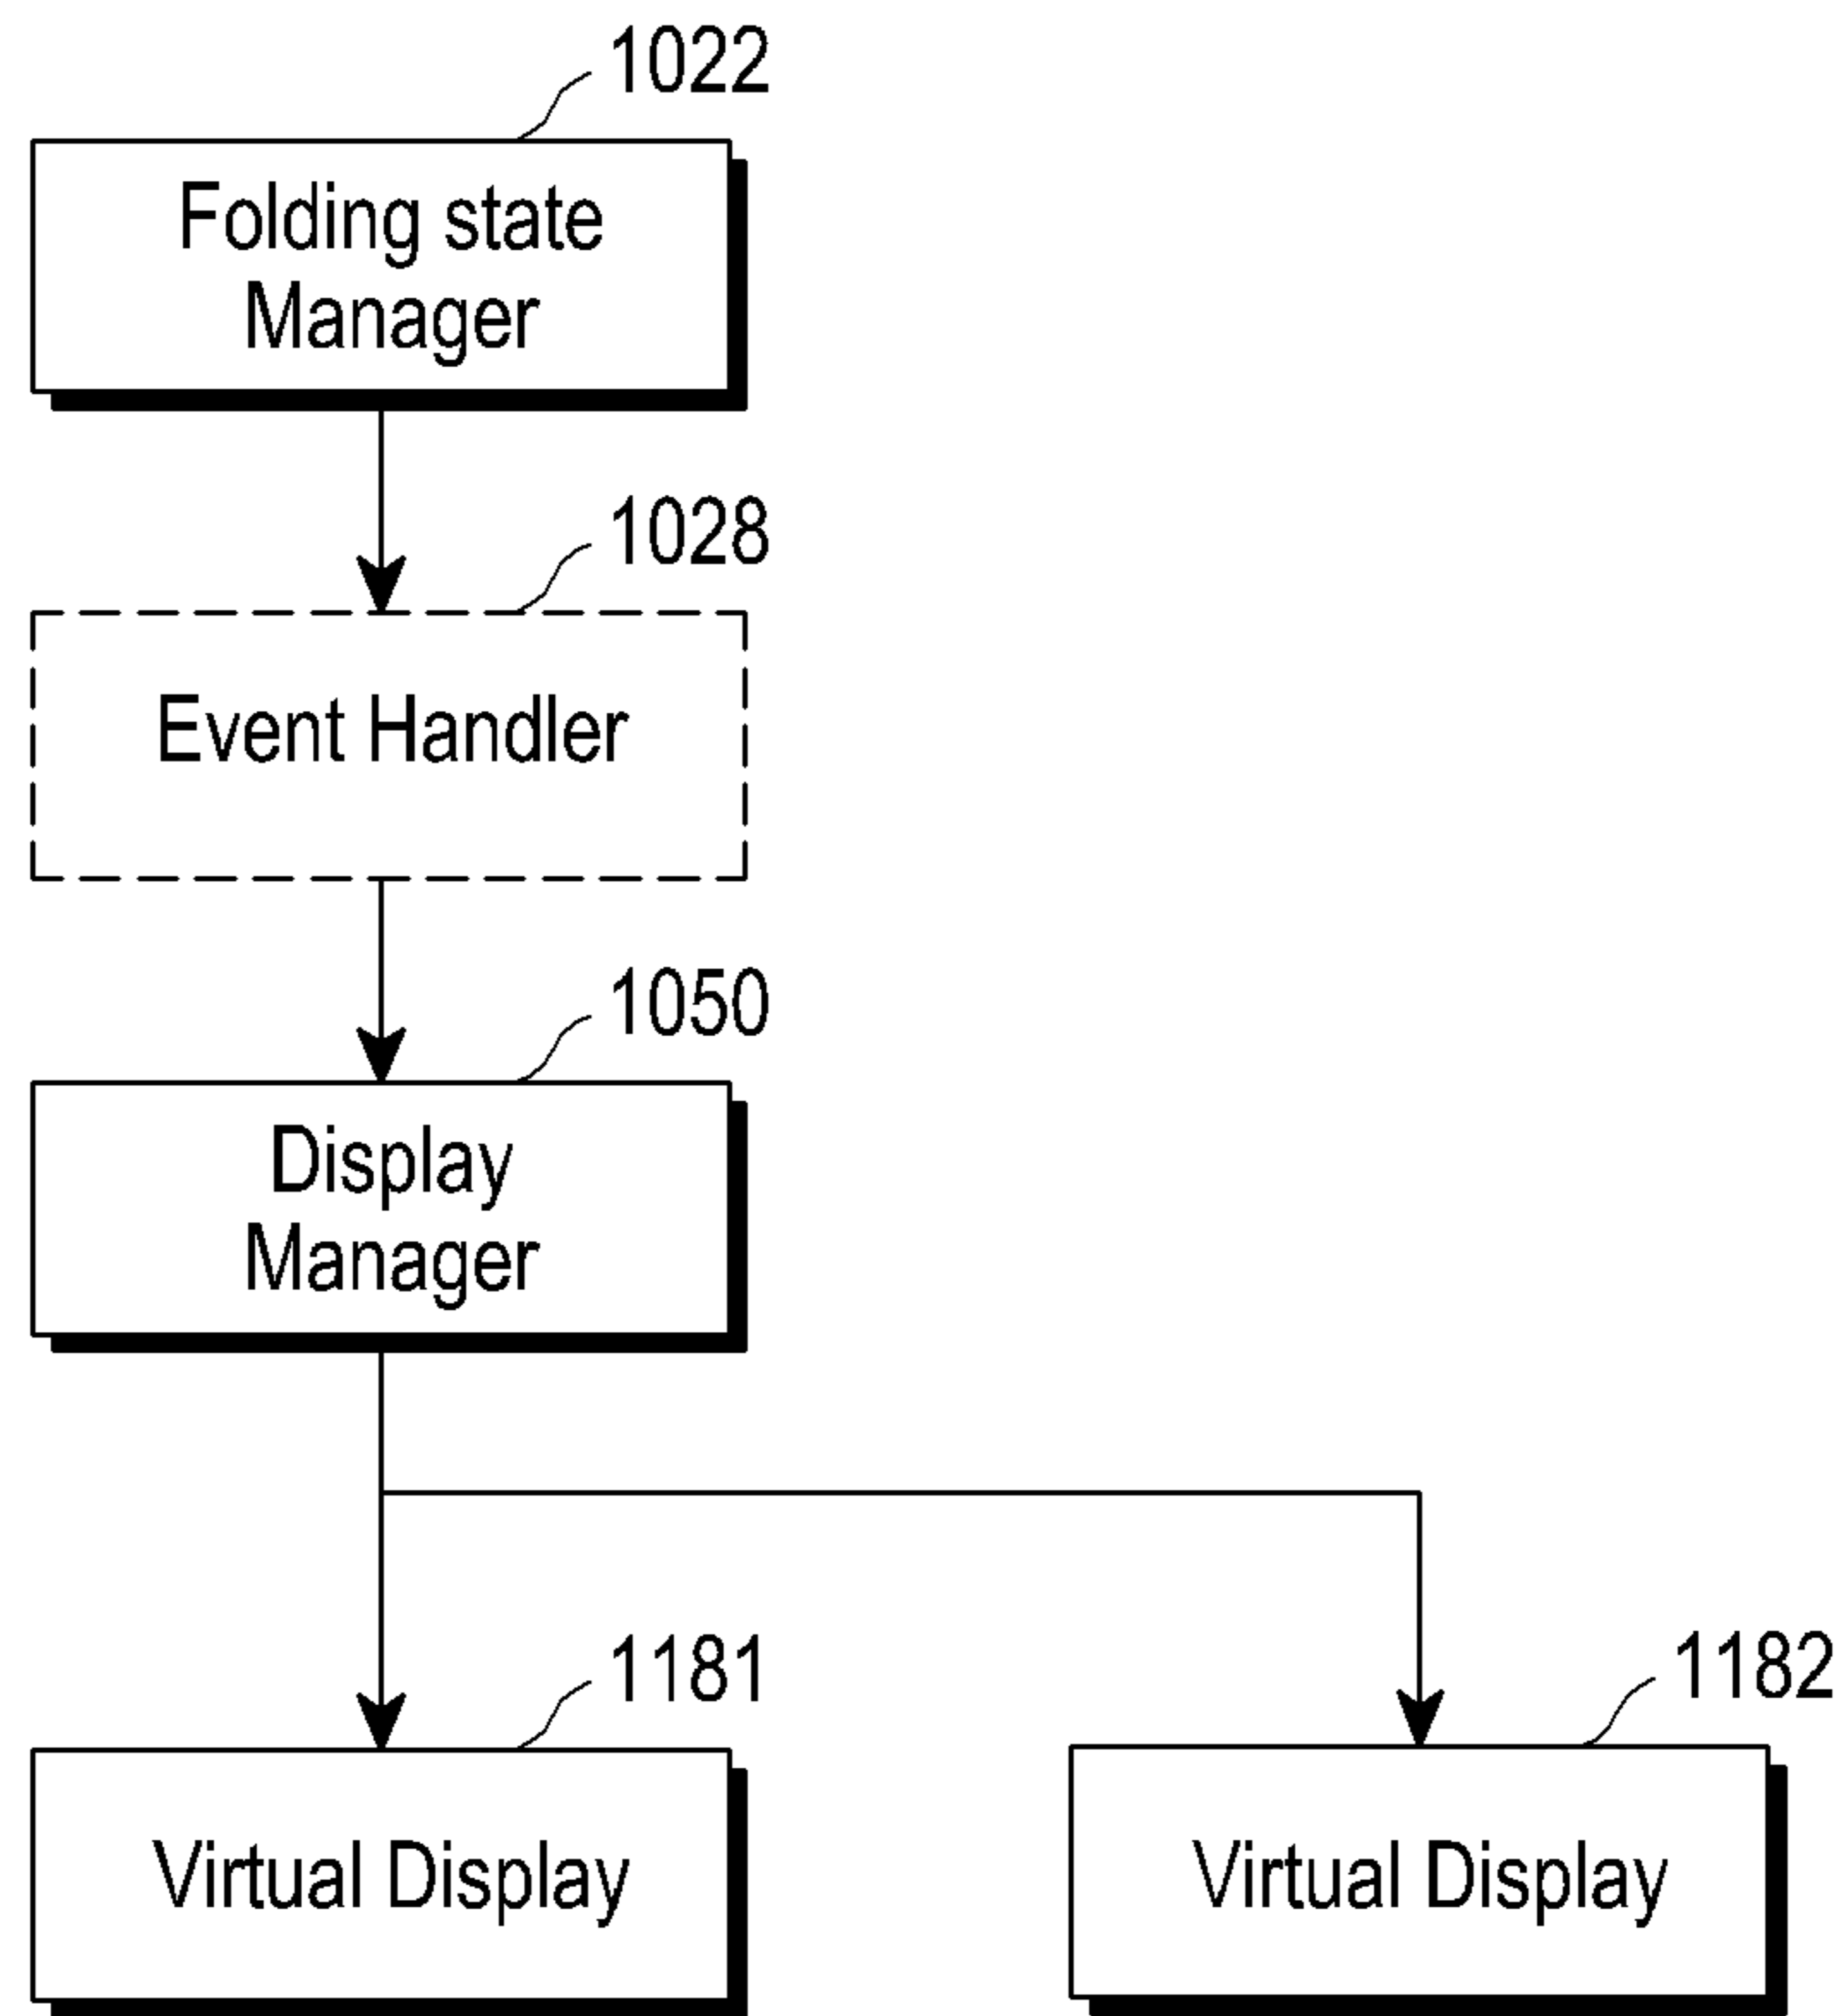 1022
Folding state
Manager
1028
Event Handler
1050
Display
Manager
1181
Virtual Display
1182
Virtual Display